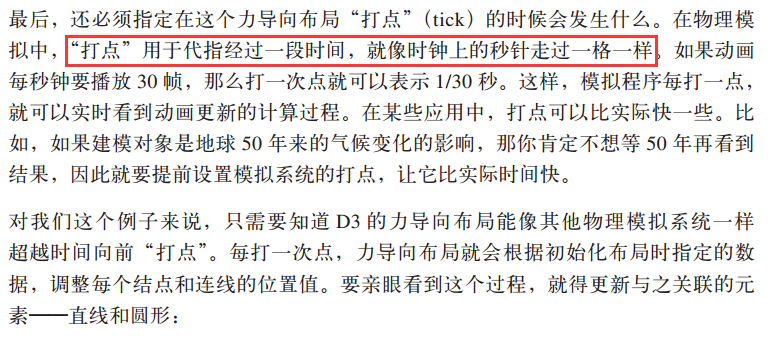 最后，还必须指定在这个力导向布局“打点”（tick）的时候会发生什么。在物理模
拟中，“打点”用于代指经过一段时间，就像时钟上的秒针走过一格一样。如果动画
每秒钟要播放 30 帧，那么打一次点就可以表示 1/30 秒。这样，模拟程序每打一点，
就可以实时看到动画更新的计算过程。在某些应用中，打点可以比实际快一些。比
如，如果建模对象是地球 50 年来的气候变化的影响，那你肯定不想等 50 年再看到
结果，因此就要提前设置模拟系统的打点，让它比实际时间快。
对我们这个例子来说，只需要知道 D3 的力导向布局能像其他物理模拟系统一样
超越时间向前“打点”。每打一次点，力导向布局就会根据初始化布局时指定的数
据，调整每个结点和连线的位置值。要亲眼看到这个过程，就得更新与之关联的元
素——直线和圆形：